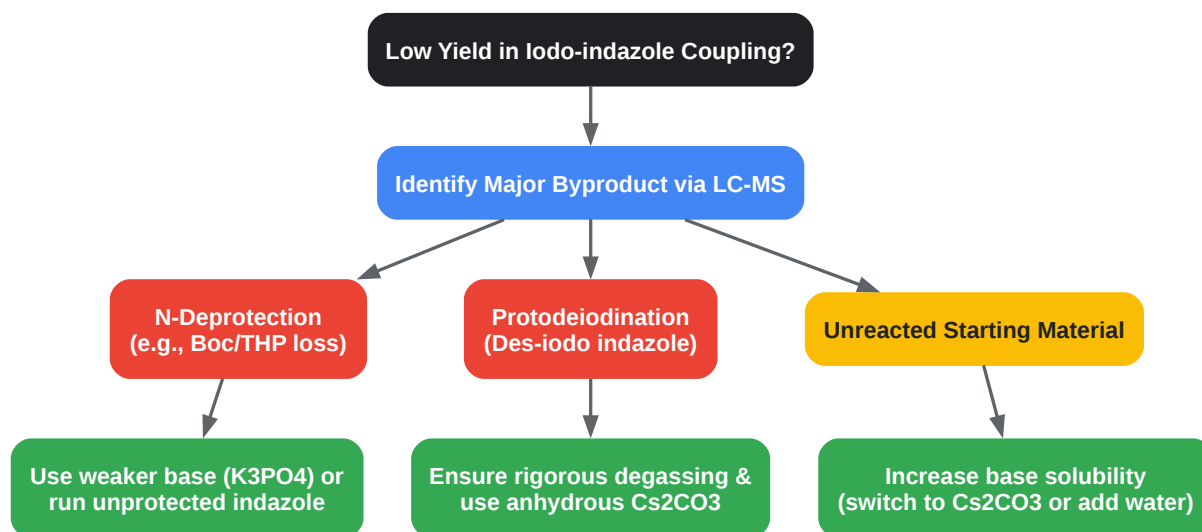 Low Yield in Iodo-indazole Coupling?
Identify Major Byproduct via LC-MS
N-Deprotection
(e.g., Boc/THP loss)
Protodeiodination
(Des-iodo indazole)
Unreacted Starting Material
Use weaker base (K3PO4) or
run unprotected indazole
Ensure rigorous degassing &
use anhydrous Cs2CO3
Increase base solubility
(switch to Cs2CO3 or add water)